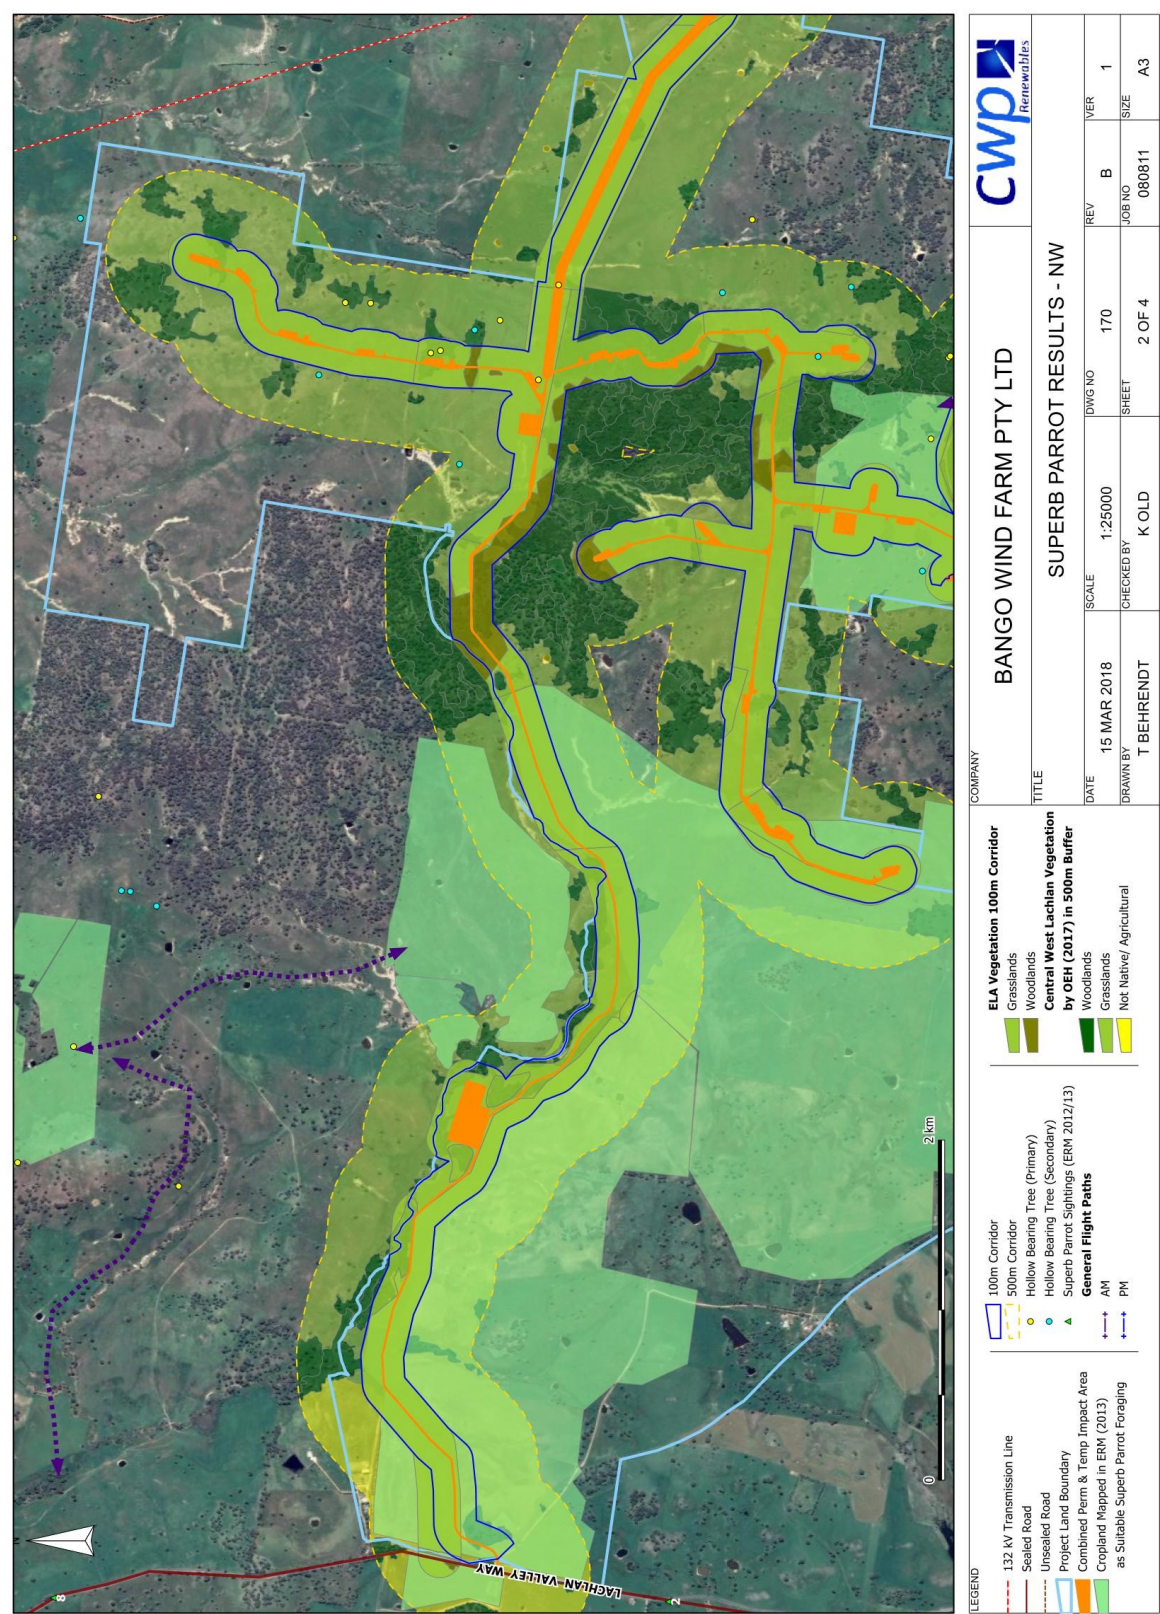 N
8
2
LACHLAN VALLEY WAY
0
2 km
LEGEND
132 kV Transmission Line
Sealed Road
Unsealed Road
Project Land Boundary
Combined Perm & Temp Impact Area
Cropland Mapped in ERM (2013)
as Suitable Superb Parrot Foraging
100m Corridor
500m Corridor
Hollow Bearing Tree (Primary)
Hollow Bearing Tree (Secondary)
Superb Parrot Sightings (ERM 2012/13)
General Flight Paths
AM
PM
ELA Vegetation 100m Corridor
Grasslands
Woodlands
Central West Lachlan Vegetation
by OEH (2017) in 500m Buffer
Woodlands
Grasslands
Not Native/ Agricultural
COMPANY
BANGO WIND FARM PTY LTD
TITLE
SUPERB PARROT RESULTS - NW
DATE
15 MAR 2018
SCALE
1:25000
DWG NO
170
REV
B
VER
1
DRAWN BY
T BEHRENDT
CHECKED BY
K OLD
SHEET
2 OF 4
JOB NO
080811
SIZE
A3
cwp
Renewables